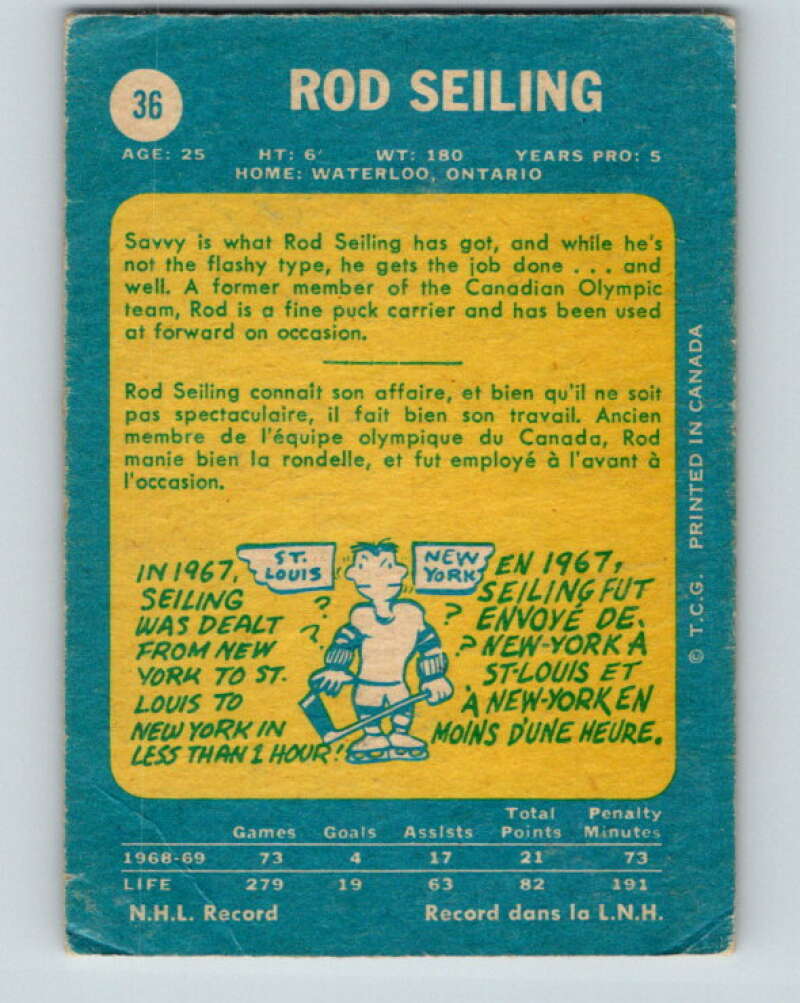 36
ROD SEILING
AGE: 25 HT: 6′ WT: 180 YEARS PRO: 5
HOME: WATERLOO, ONTARIO
Savvy is what Rod Seiling has got, and while he's
not the flashy type, he gets the job done . . . and
well. A former member of the Canadian Olympic
team, Rod is a fine puck carrier and has been used
at forward on occasion.
Rod Seiling connaît son affaire, et bien qu'il ne soit
pas spectaculaire, il fait bien son travail. Ancien
membre de l'équipe olympique du Canada, Rod
manie bien la rondelle, et fut employé à l'avant à
l'occasion.
IN 1967,
SEILING
WAS DEALT
FROM NEW
YORK TO ST.
LOUIS TO
NEW YORK IN
LESS THAN 1 HOUR!
ST.
LOUIS
NEW
YORK
? ? ? ?
EN 1967,
SEILING FUT
ENVOYÉ DE
NEW-YORK À
ST-LOUIS ET
À NEW-YORK EN
MOINS D'UNE HEURE.
© T.C.G. PRINTED IN CANADA
Games Goals Assists Total Points Penalty Minutes
1968-69 73 4 17 21 73
LIFE 279 19 63 82 191
N.H.L. Record Record dans la L.N.H.